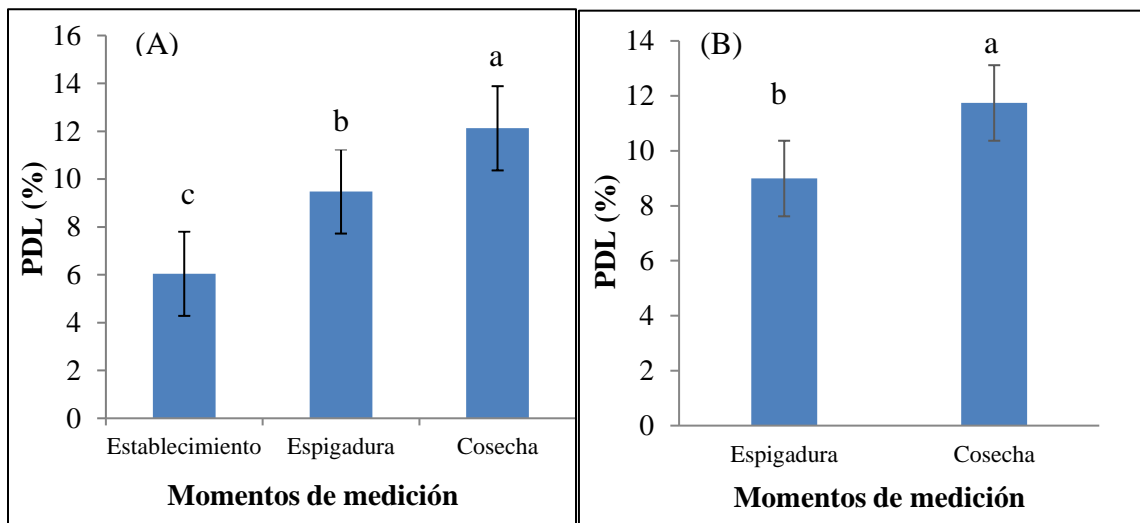 (A)
PDL (%)
16
14
12
10
8
6
4
2
0
c
b
a
Establecimiento Espigadura Cosecha
Momentos de medición
(B)
PDL (%)
14
12
10
8
6
4
2
0
b
a
Espigadura Cosecha
Momentos de medición